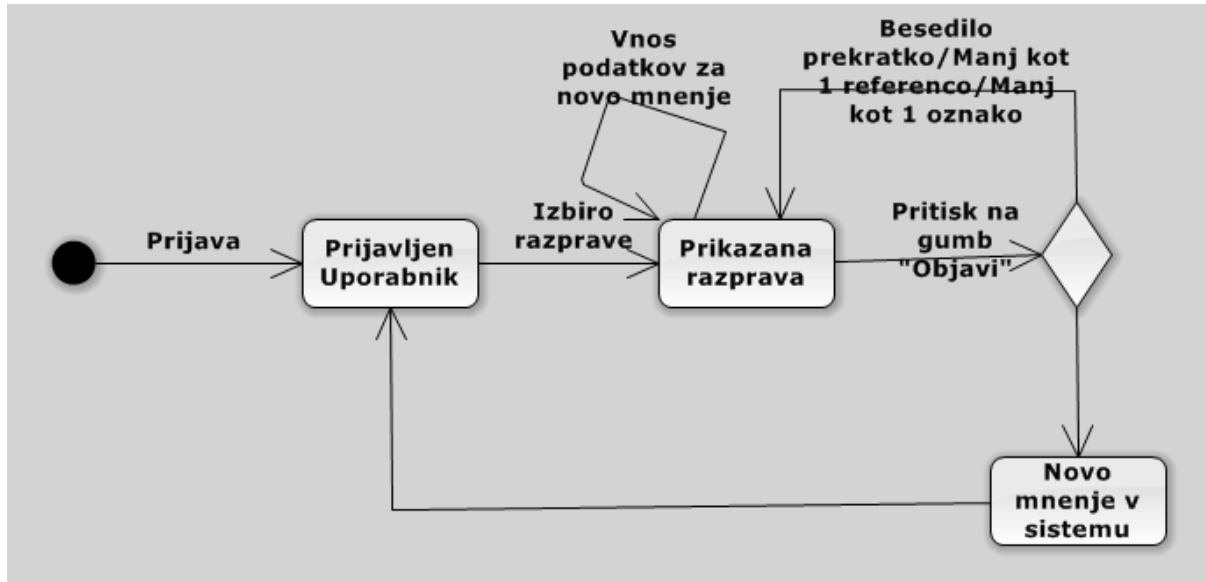 Vnos
podatkov za
novo mnenje
Besedilo
prekratko/Manj kot
1 referenco/Manj
kot 1 oznako
Prijava
Prijavljen
Uporabnik
Izbiro
razprave
Prikazana
razprava
Pritisk na
gumb
"Objavi"
Novo
mnenje v
sistemu